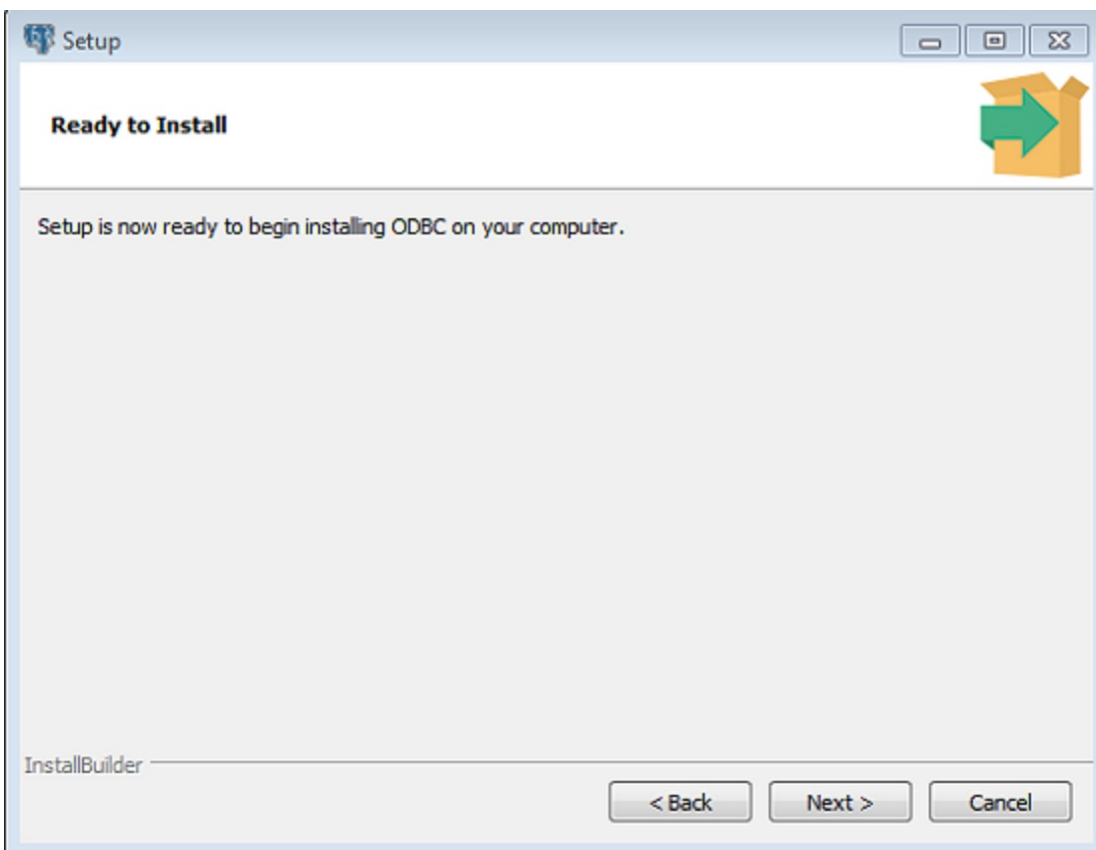 Setup
Ready to Install
Setup is now ready to begin installing ODBC on your computer.
InstallBuilder
< Back Next > Cancel